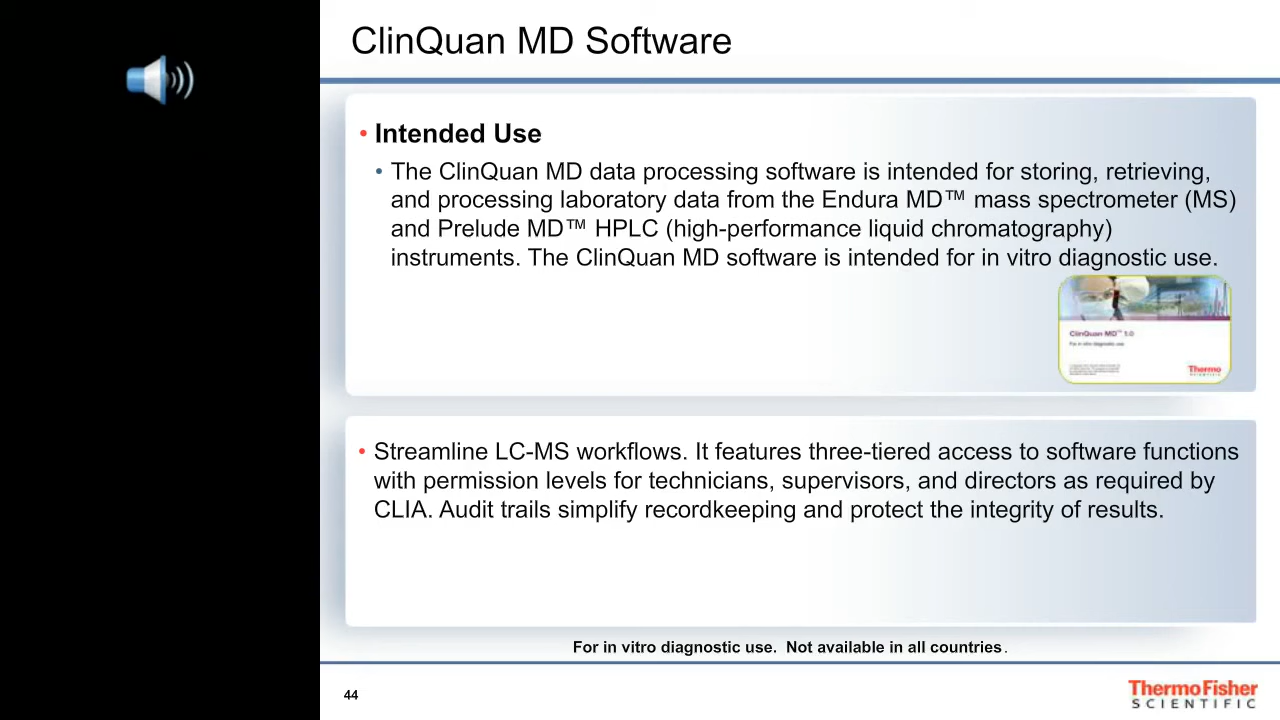 ClinQuan MD Software
• Intended Use
• The ClinQuan MD data processing software is intended for storing, retrieving,
and processing laboratory data from the Endura MD™ mass spectrometer (MS)
and Prelude MD™ HPLC (high-performance liquid chromatography)
instruments. The ClinQuan MD software is intended for in vitro diagnostic use.
ClinQuan MD™ 1.0
For in vitro diagnostic use
Thermo
SCIENTIFIC
• Streamline LC-MS workflows. It features three-tiered access to software functions
with permission levels for technicians, supervisors, and directors as required by
CLIA. Audit trails simplify recordkeeping and protect the integrity of results.
For in vitro diagnostic use. Not available in all countries.
44
ThermoFisher
SCIENTIFIC